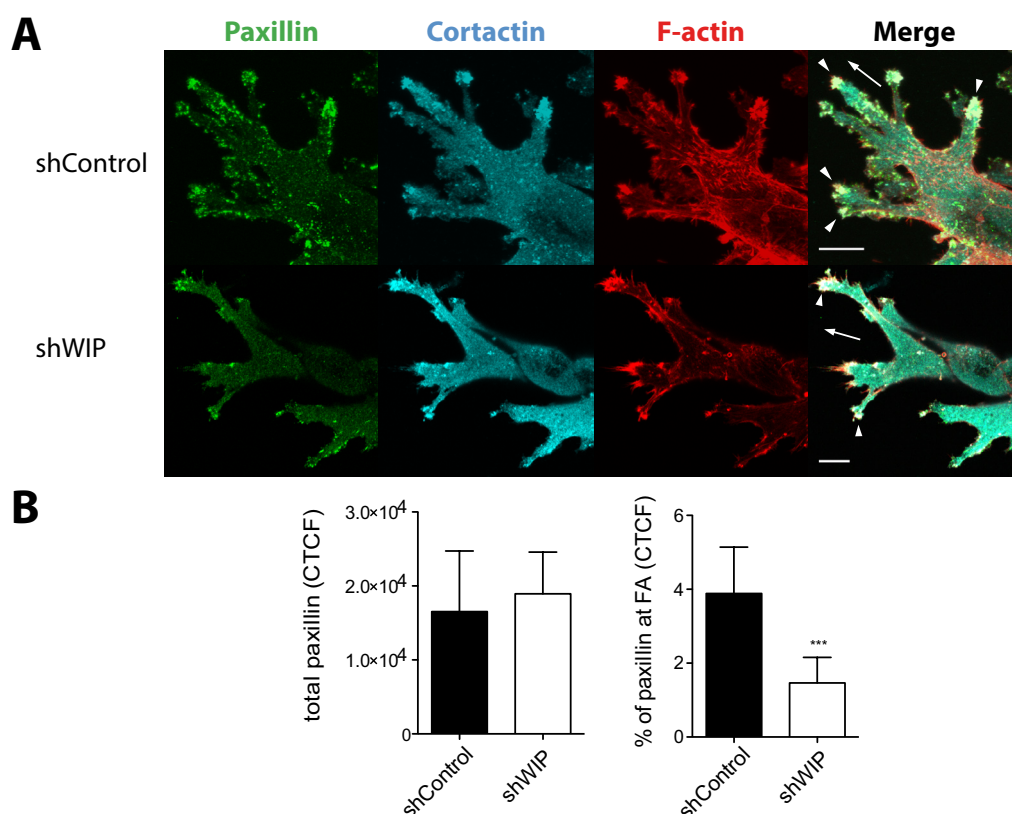 A
Paxillin Cortactin F-actin Merge
shControl
shWIP
B
total paxillin (CTCF)
3.0×10⁴
2.0×10⁴
1.0×10⁴
0
shControl shWIP
% of paxillin at FA (CTCF)
6
4
2
0
***
shControl shWIP